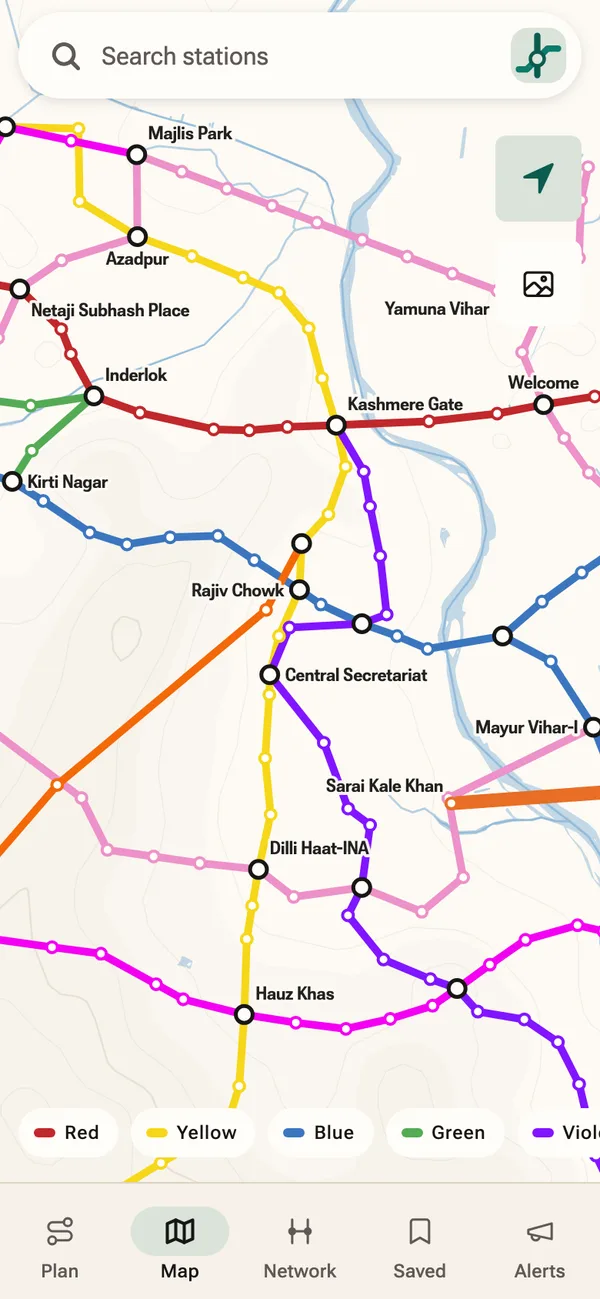 Search stations
Majlis Park
Azadpur
Netaji Subhash Place
Yamuna Vihar
Inderlok
Welcome
Kashmere Gate
Kirti Nagar
Rajiv Chowk
Central Secretariat
Mayur Vihar-I
Sarai Kale Khan
Dilli Haat-INA
Hauz Khas
Red
Yellow
Blue
Green
Viol
Plan
Map
Network
Saved
Alerts